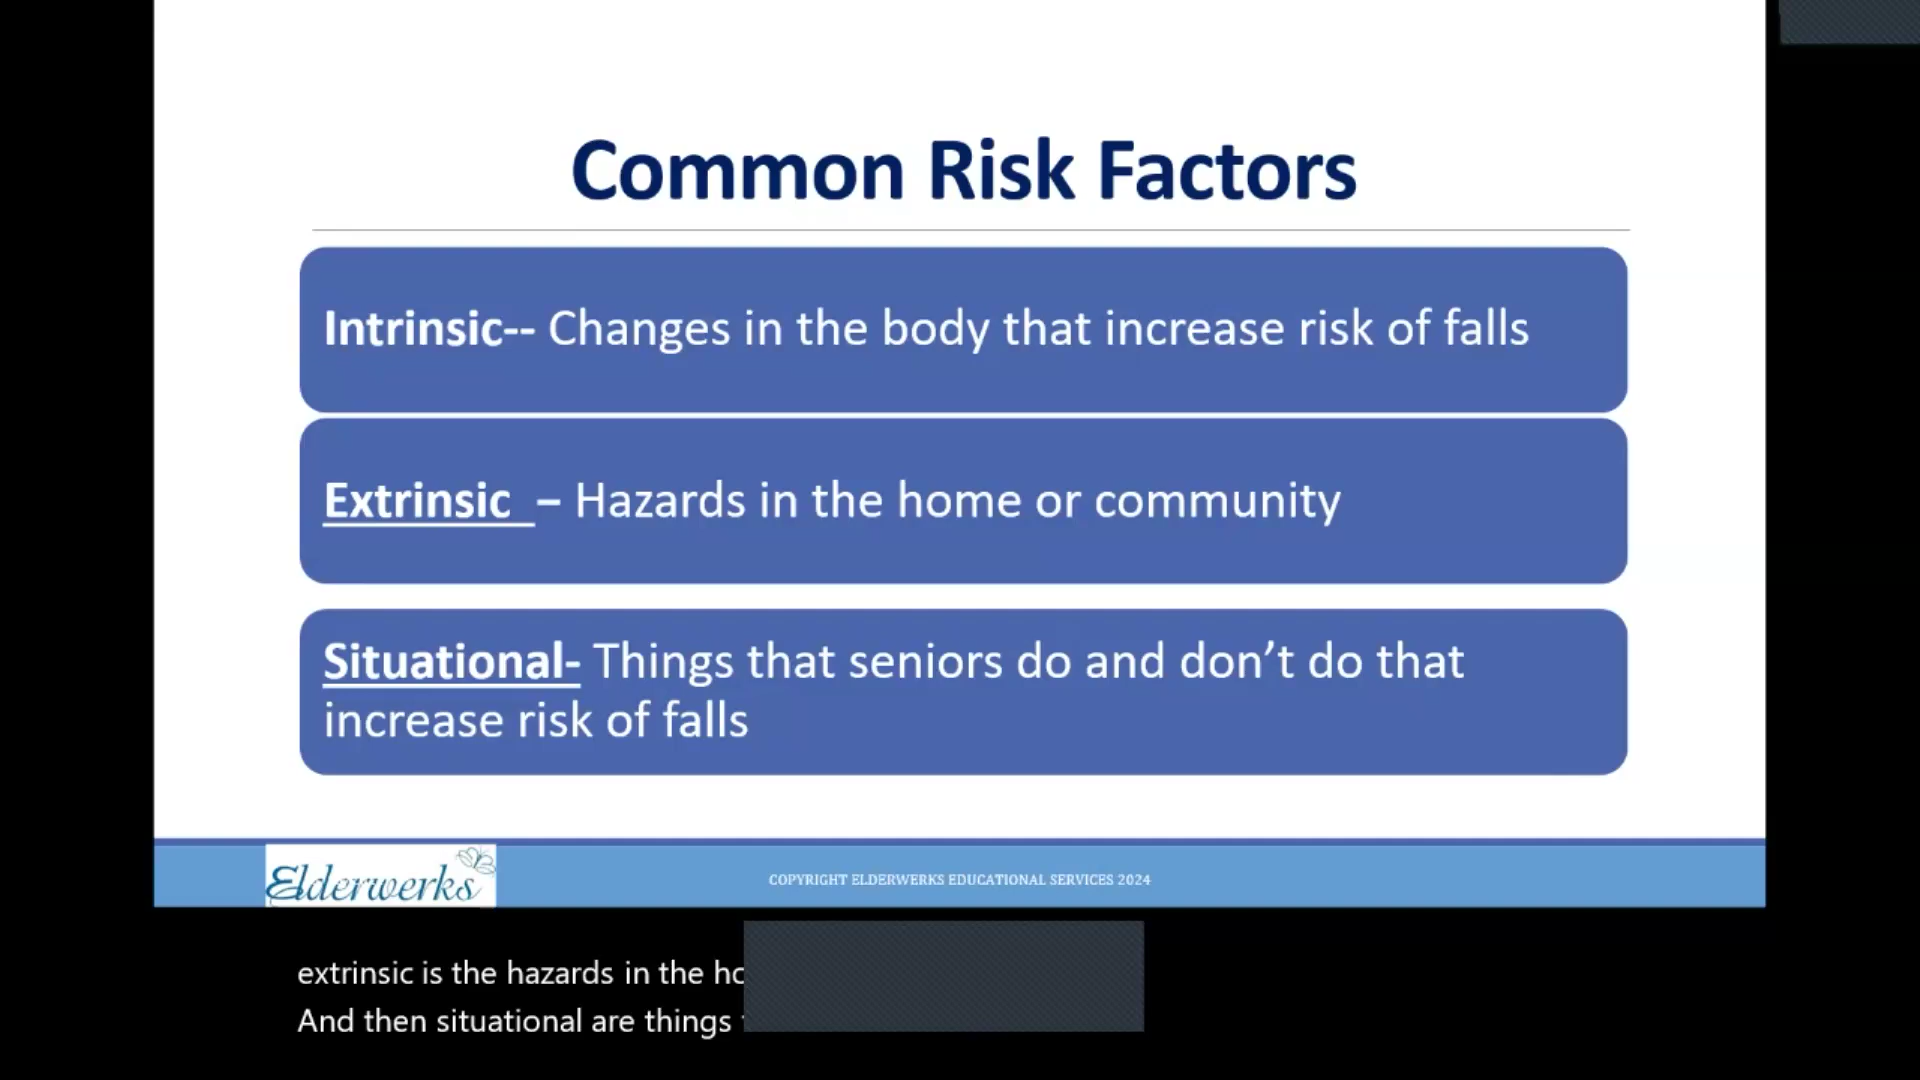 Common Risk Factors
Intrinsic-- Changes in the body that increase risk of falls
Extrinsic – Hazards in the home or community
Situational- Things that seniors do and don’t do that
increase risk of falls
Elderwerks
COPYRIGHT ELDERWERKS EDUCATIONAL SERVICES 2024
extrinsic is the hazards in the
And then situational are things